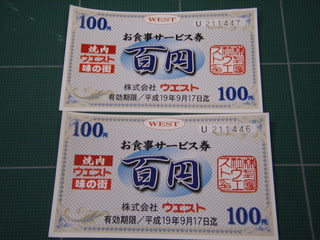 WEST
100円
U 211447
お食事サービス券
焼肉
ウエスト
味の街
百円
株式会社 ウエスト
有効期限／平成19年9月17日迄
100円
WEST
100円
U 211446
お食事サービス券
焼肉
ウエスト
味の街
百円
株式会社 ウエスト
有効期限／平成19年9月17日迄
100円